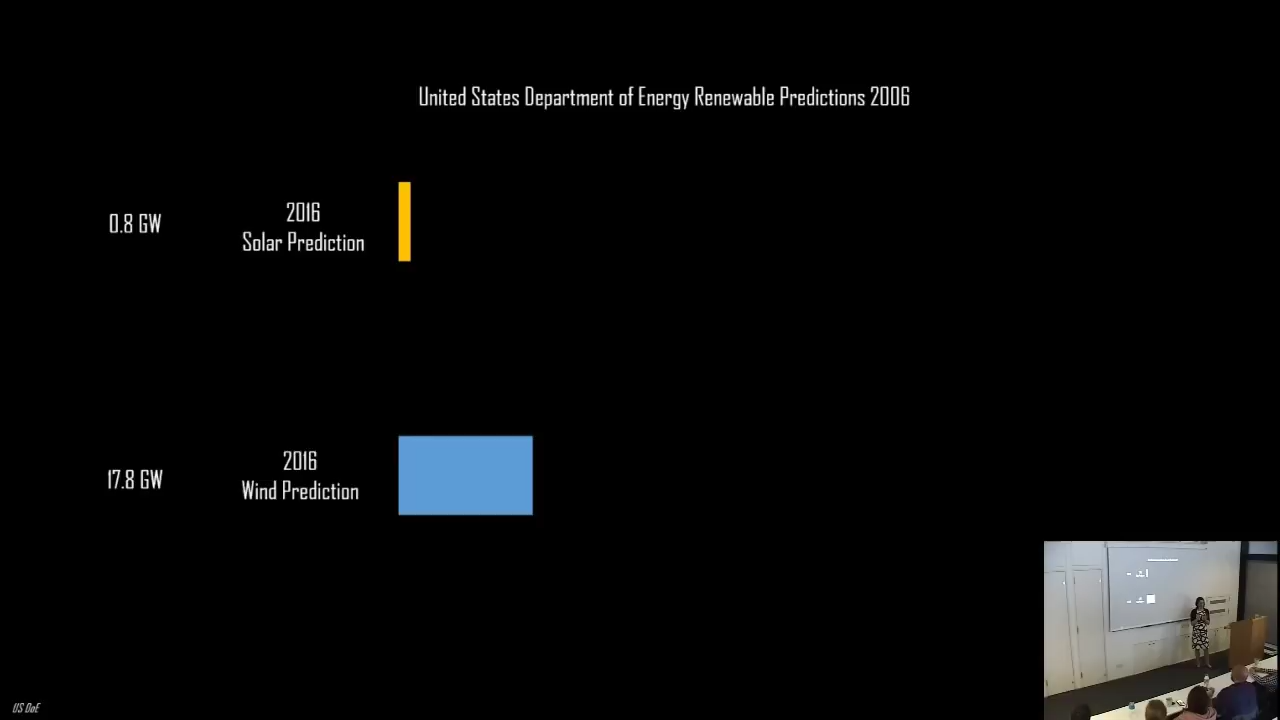 United States Department of Energy Renewable Predictions 2006
0.8 GW
2016
Solar Prediction
17.8 GW
2016
Wind Prediction
US DoE